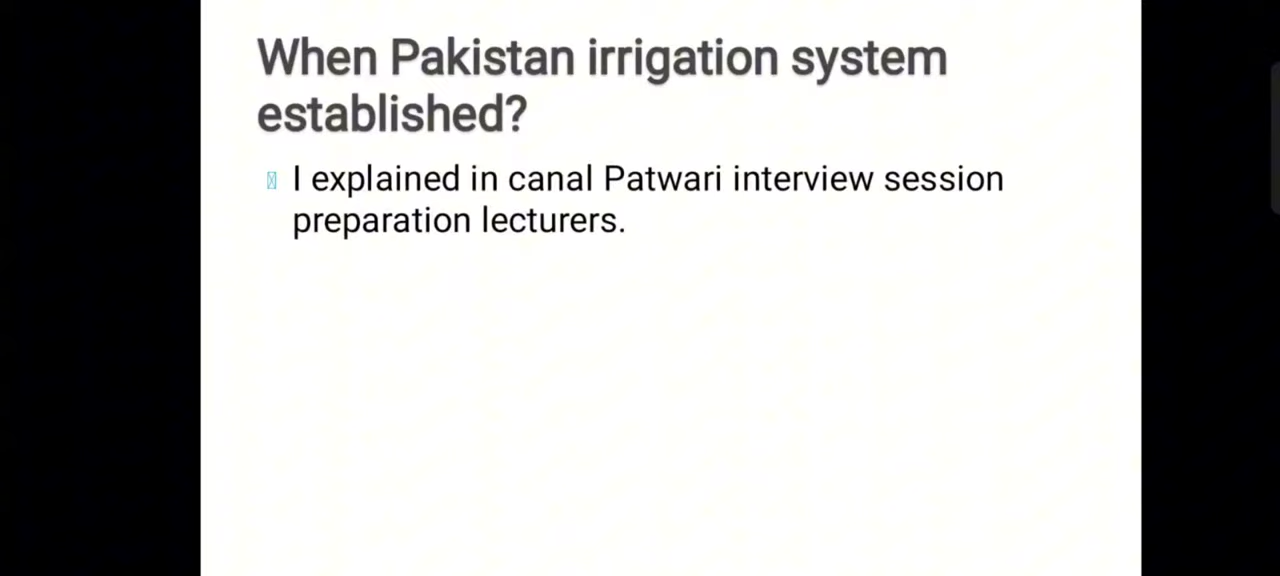 When Pakistan irrigation system
established?
I explained in canal Patwari interview session
preparation lecturers.